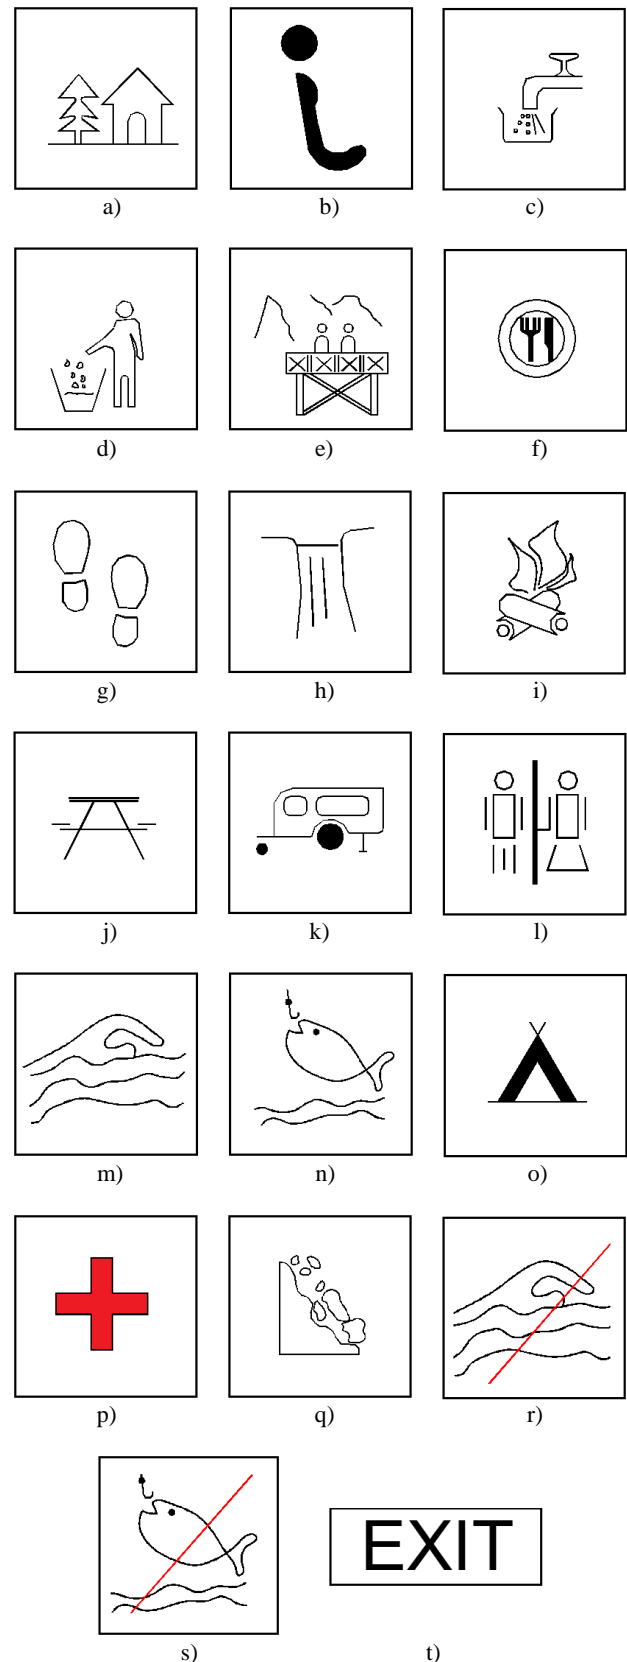 a) b) c)
d) e) f)
g) h) i)
j) k) l)
m) n) o)
p) q) r)
EXIT
s) t)